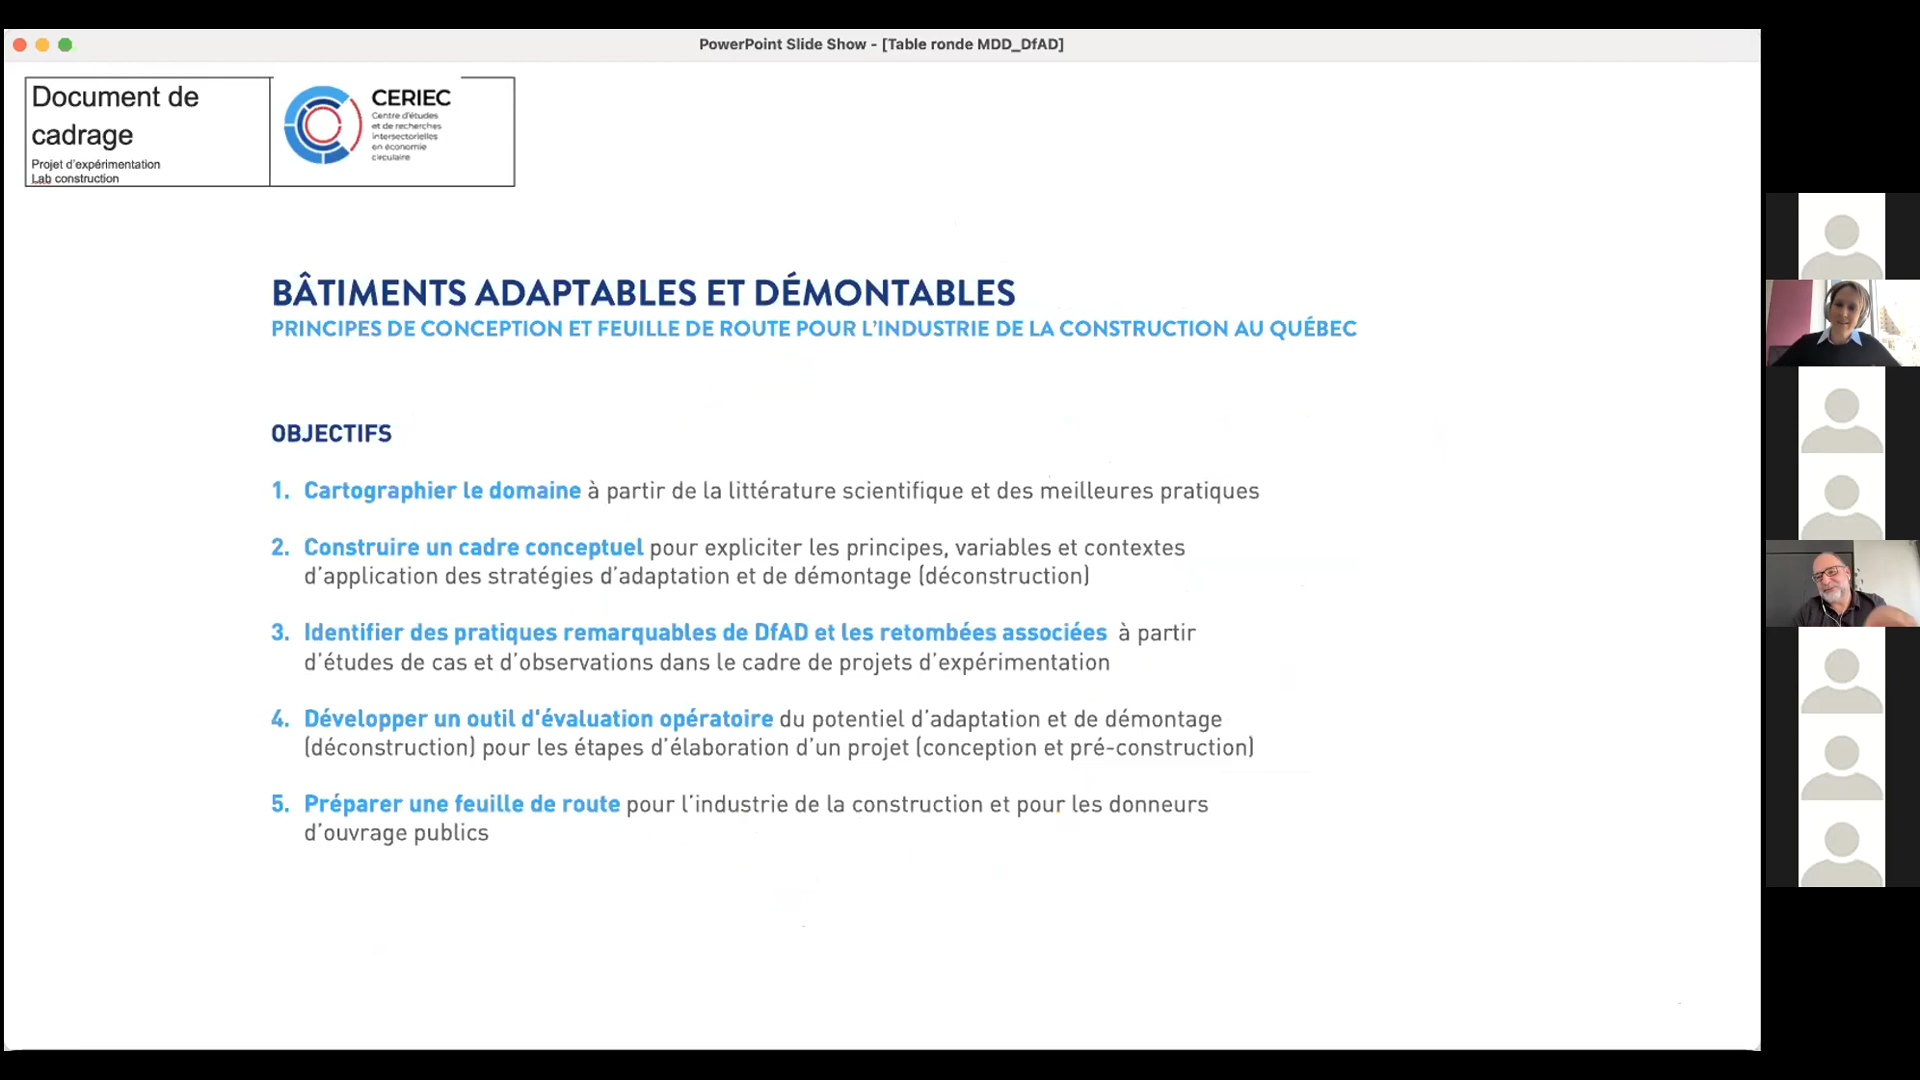 PowerPoint Slide Show - [Table ronde MDD_DfAD]
Document de
cadrage
Projet d'expérimentation
Lab construction
CERIEC
Centre d'études
et de recherches
intersectorielles
en économie
circulaire
BÂTIMENTS ADAPTABLES ET DÉMONTABLES
PRINCIPES DE CONCEPTION ET FEUILLE DE ROUTE POUR L'INDUSTRIE DE LA CONSTRUCTION AU QUÉBEC
OBJECTIFS
1. Cartographier le domaine à partir de la littérature scientifique et des meilleures pratiques
2. Construire un cadre conceptuel pour expliciter les principes, variables et contextes
d'application des stratégies d'adaptation et de démontage (déconstruction)
3. Identifier des pratiques remarquables de DfAD et les retombées associées à partir
d'études de cas et d'observations dans le cadre de projets d'expérimentation
4. Développer un outil d'évaluation opératoire du potentiel d'adaptation et de démontage
(déconstruction) pour les étapes d'élaboration d'un projet (conception et pré-construction)
5. Préparer une feuille de route pour l'industrie de la construction et pour les donneurs
d'ouvrage publics